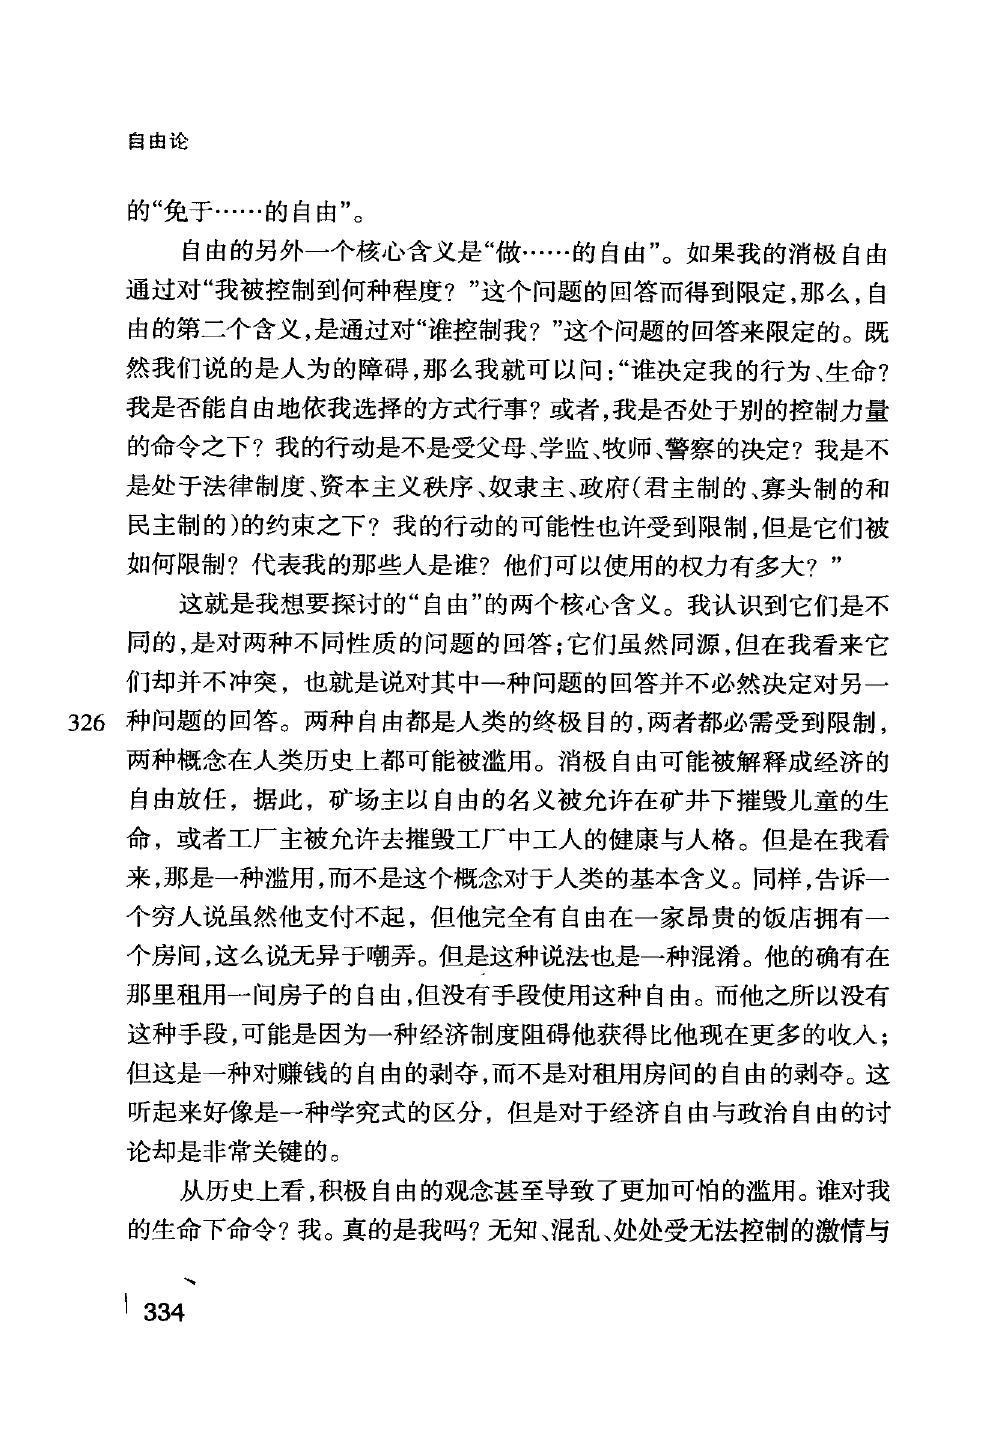 自由论
的“免于……的自由”。
自由的另外一个核心含义是“做……的自由”。如果我的消极自由
通过对“我被控制到何种程度？”这个问题的回答而得到限定，那么，自
由的第二个含义，是通过对“谁控制我？”这个问题的回答来限定的。既
然我们说的是人为的障碍，那么我就可以问：“谁决定我的行为、生命？
我是否能自由地依我选择的方式行事？或者，我是否处于别的控制力量
的命令之下？我的行动是不是受父母、学监、牧师、警察的决定？我是不
是处于法律制度、资本主义秩序、奴隶主、政府（君主制的、寡头制的和
民主制的）的约束之下？我的行动的可能性也许受到限制，但是它们被
如何限制？代表我的那些人是谁？他们可以使用的权力有多大？”
这就是我想要探讨的“自由”的两个核心含义。我认识到它们是不
同的，是对两种不同性质的问题的回答；它们虽然同源，但在我看来它
们却并不冲突，也就是说对其中一种问题的回答并不必然决定对另一
326 种问题的回答。两种自由都是人类的终极目的，两者都必需受到限制，
两种概念在人类历史上都可能被滥用。消极自由可能被解释成经济的
自由放任，据此，矿场主以自由的名义被允许在矿井下摧毁儿童的生
命，或者工厂主被允许去摧毁工厂中工人的健康与人格。但是在我看
来，那是一种滥用，而不是这个概念对于人类的基本含义。同样，告诉一
个穷人说虽然他支付不起，但他完全有自由在一家昂贵的饭店拥有一
个房间，这么说无异于嘲弄。但是这种说法也是一种混淆。他的确有在
那里租用一间房子的自由，但没有手段使用这种自由。而他之所以没有
这种手段，可能是因为一种经济制度阻碍他获得比他现在更多的收入；
但这是一种对赚钱的自由的剥夺，而不是对租用房间的自由的剥夺。这
听起来好像是一种学究式的区分，但是对于经济自由与政治自由的讨
论却是非常关键的。
从历史上看，积极自由的观念甚至导致了更加可怕的滥用。谁对我
的生命下命令？我。真的是我吗？无知、混乱、处处受无法控制的激情与
334